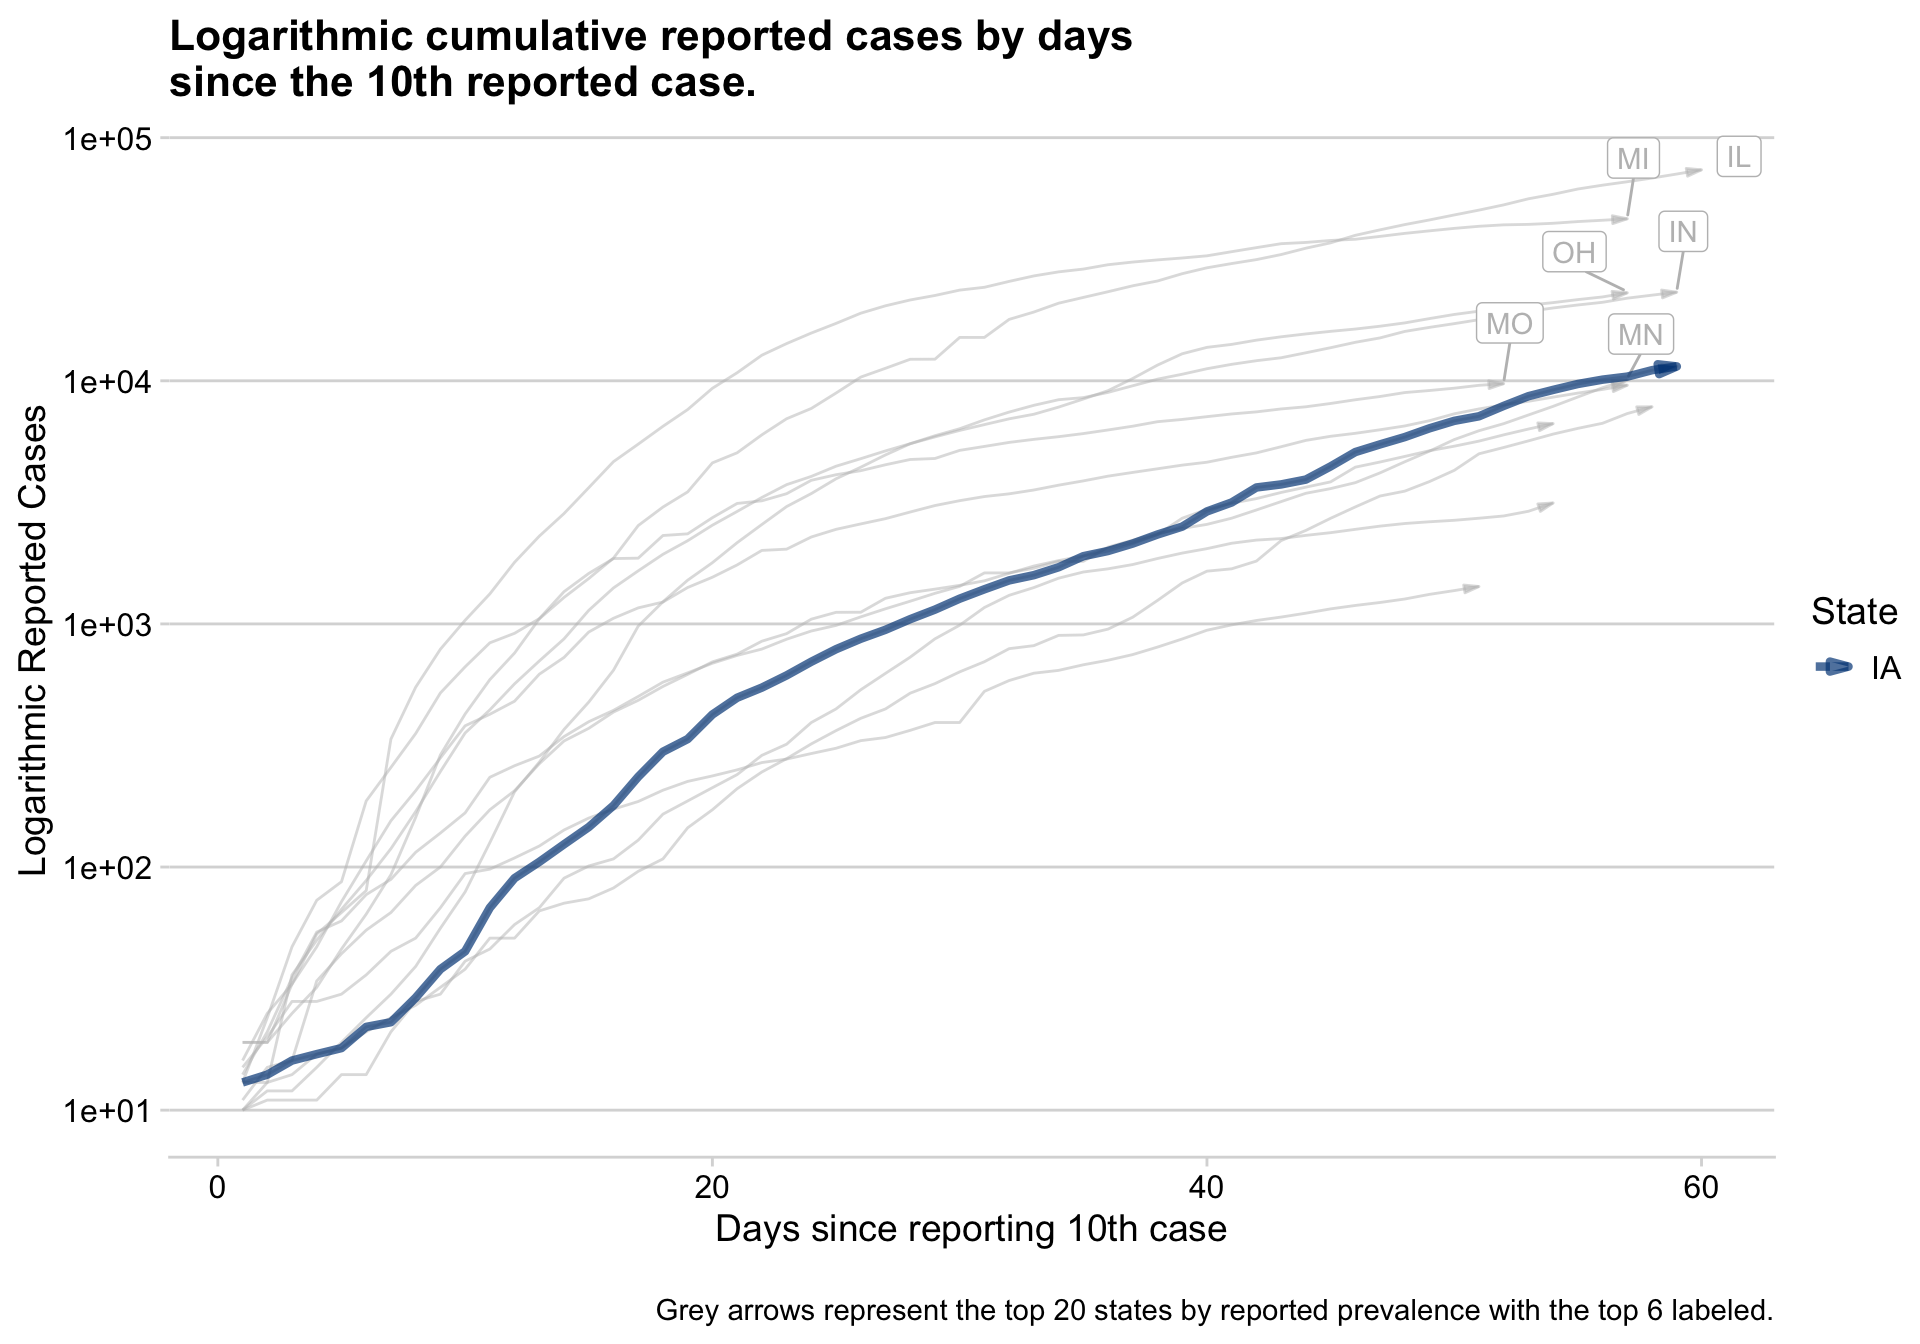 Logarithmic cumulative reported cases by days
since the 10th reported case.
1e+05
MI
IL
IN
OH
MO
MN
1e+04
1e+03
1e+02
1e+01
Logarithmic Reported Cases
State
IA
0
20
40
60
Days since reporting 10th case
Grey arrows represent the top 20 states by reported prevalence with the top 6 labeled.